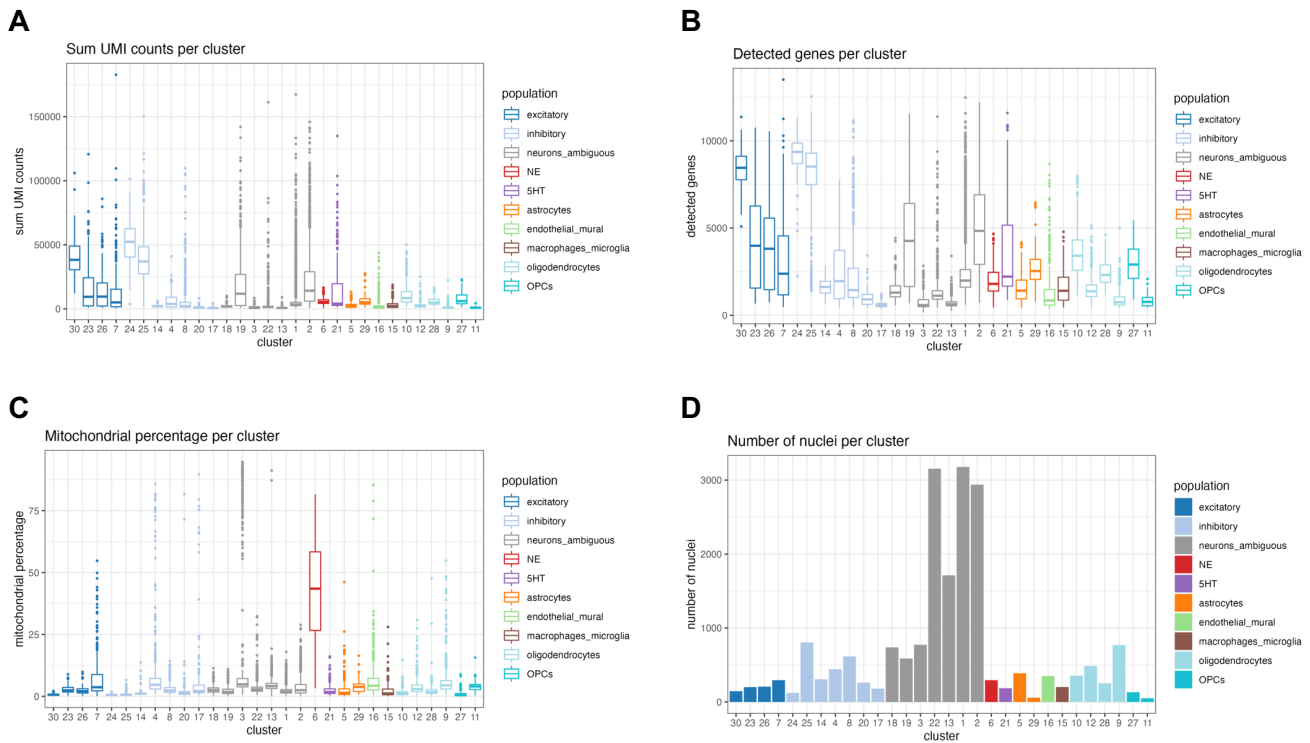 A
Sum UMI counts per cluster
sum UMI counts
150000
100000
50000
0
30 23 26 7 24 25 14 4 8 20 17 18 19 3 22 13 1 2 6 21 5 29 16 15 10 12 28 9 27 11
cluster
population
excitatory
inhibitory
neurons_ambiguous
NE
5HT
astrocytes
endothelial_mural
macrophages_microglia
oligodendrocytes
OPCs
B
Detected genes per cluster
detected genes
10000
5000
0
30 23 26 7 24 25 14 4 8 20 17 18 19 3 22 13 1 2 6 21 5 29 16 15 10 12 28 9 27 11
cluster
population
excitatory
inhibitory
neurons_ambiguous
NE
5HT
astrocytes
endothelial_mural
macrophages_microglia
oligodendrocytes
OPCs
C
Mitochondrial percentage per cluster
mitochondrial percentage
75
50
25
0
30 23 26 7 24 25 14 4 8 20 17 18 19 3 22 13 1 2 6 21 5 29 16 15 10 12 28 9 27 11
cluster
population
excitatory
inhibitory
neurons_ambiguous
NE
5HT
astrocytes
endothelial_mural
macrophages_microglia
oligodendrocytes
OPCs
D
Number of nuclei per cluster
number of nuclei
3000
2000
1000
0
30 23 26 7 24 25 14 4 8 20 17 18 19 3 22 13 1 2 6 21 5 29 16 15 10 12 28 9 27 11
cluster
population
excitatory
inhibitory
neurons_ambiguous
NE
5HT
astrocytes
endothelial_mural
macrophages_microglia
oligodendrocytes
OPCs